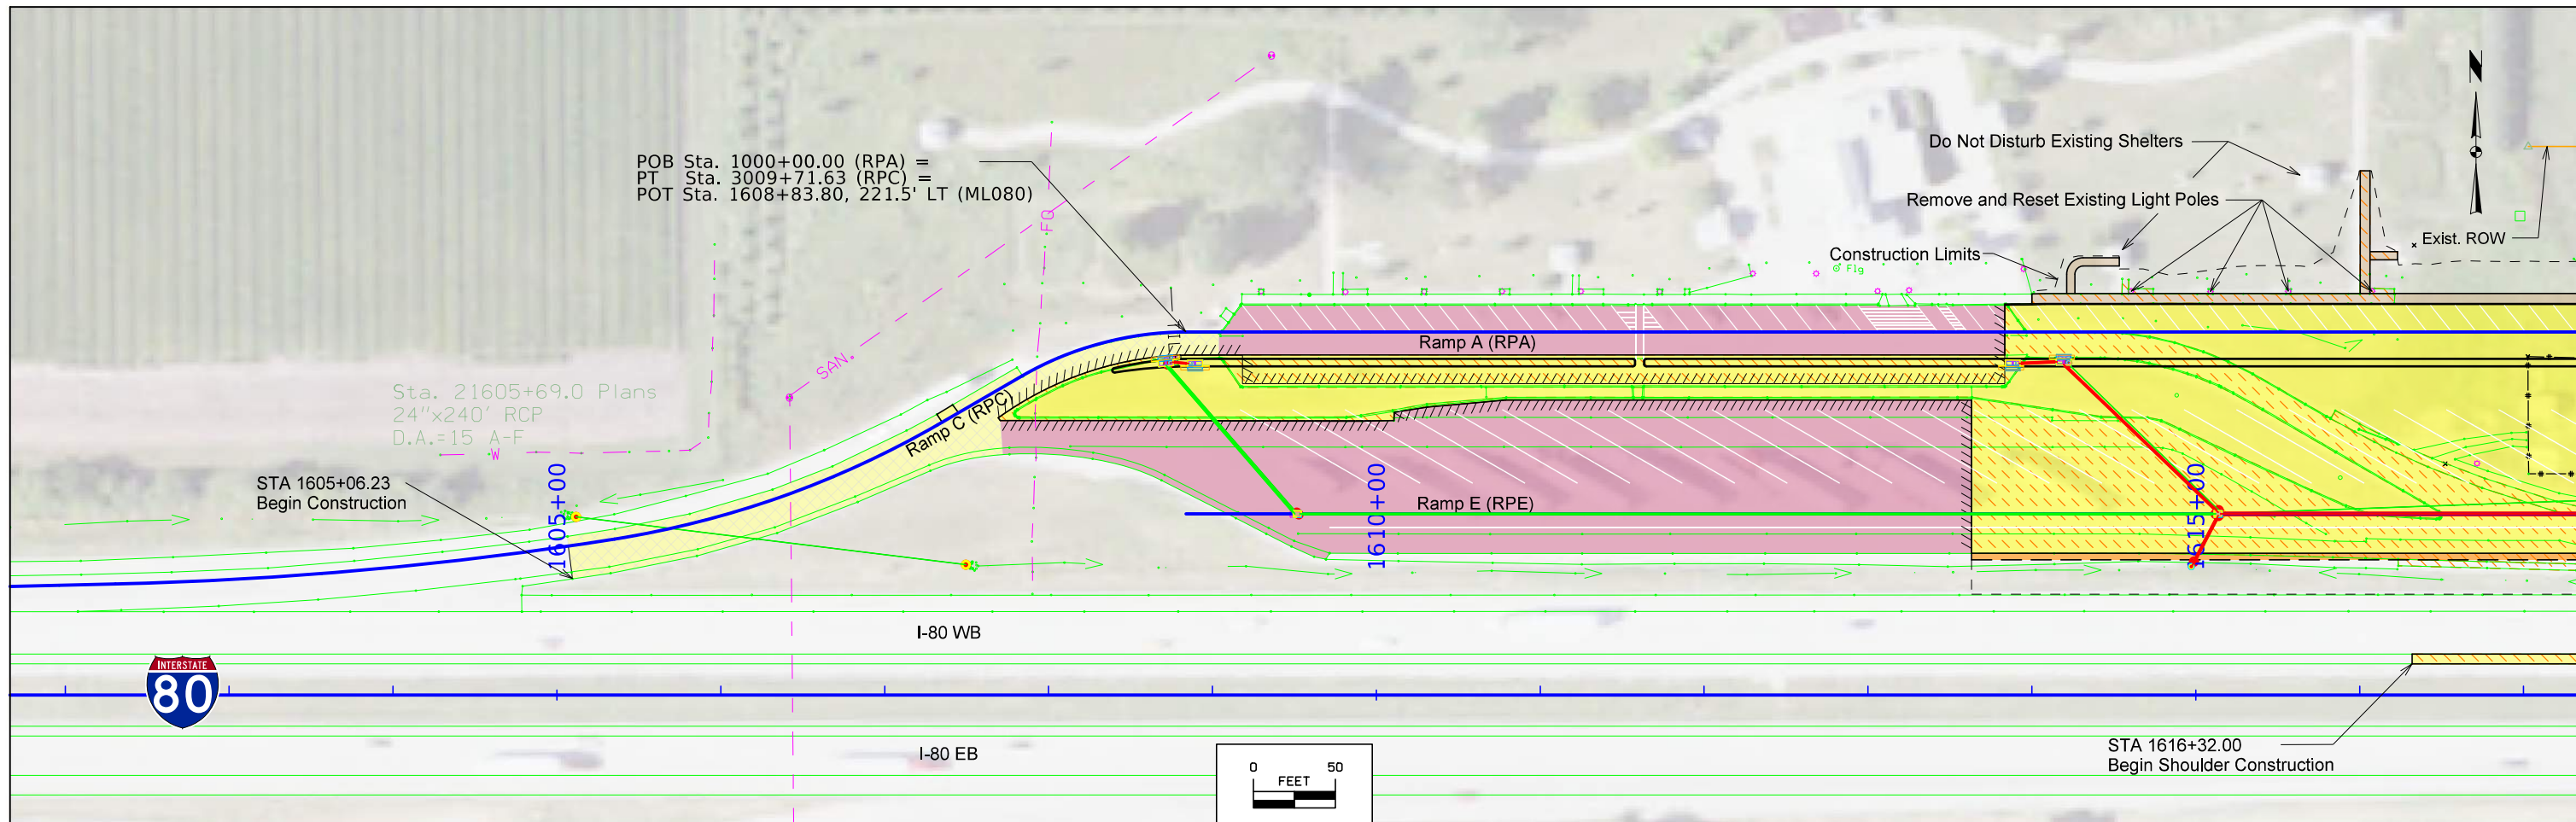 POB Sta. 1000+00.00 (RPA) =
PT Sta. 3009+71.63 (RPC) =
POT Sta. 1608+83.80, 221.5' LT (ML080)
FO
SAN.
Do Not Disturb Existing Shelters
Remove and Reset Existing Light Poles
Construction Limits
Exist. ROW
N
Flg
Ramp A (RPA)
Sta. 21605+69.0 Plans
24"x240' RCP
D.A.=15 A-F
W
Ramp C (RPC)
STA 1605+06.23
Begin Construction
1605+00
1610+00
1615+00
Ramp E (RPE)
I-80 WB
INTERSTATE
80
I-80 EB
0 50
FEET
STA 1616+32.00
Begin Shoulder Construction